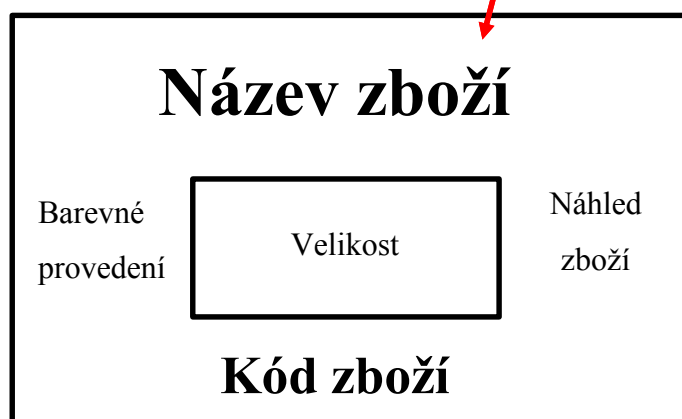 Název zboží
Barevné
provedení
Velikost
Náhled
zboží
Kód zboží